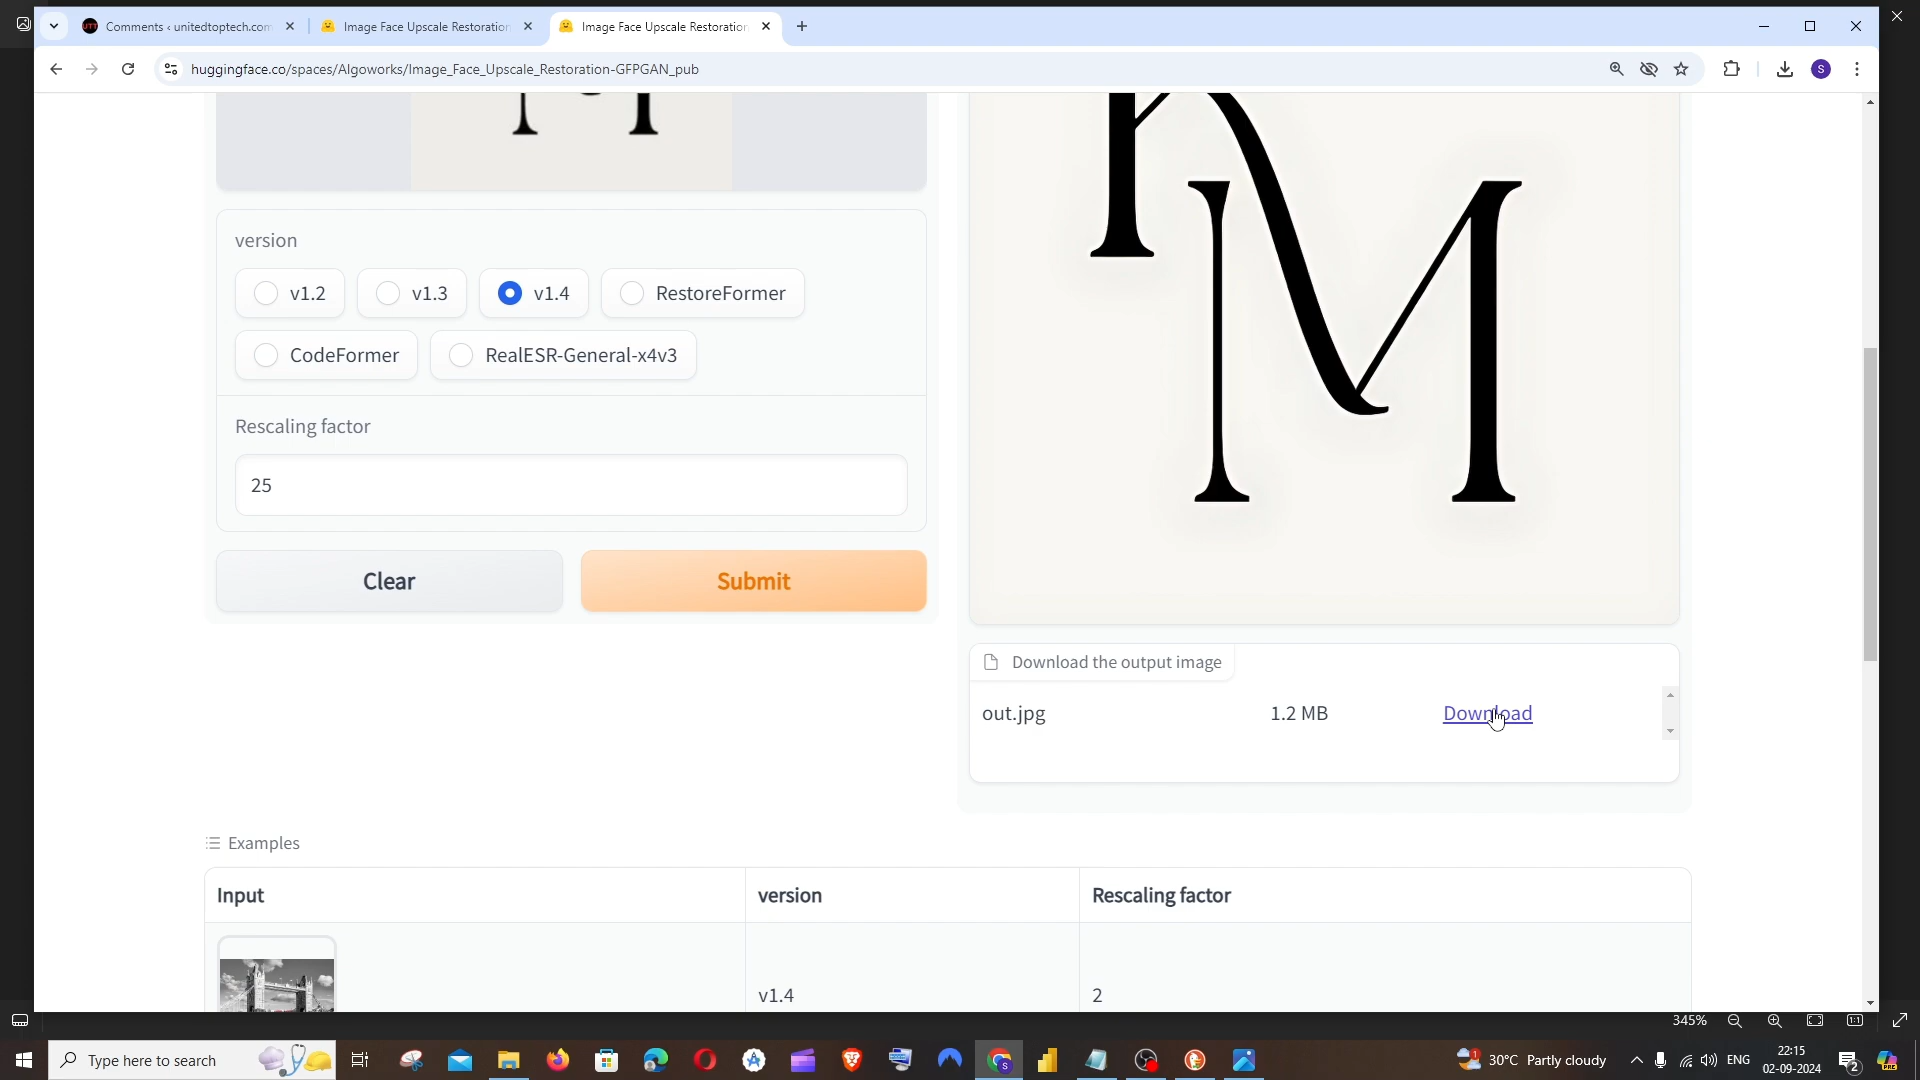 Comments ‹ unitedtoptech.com
Image Face Upscale Restoration
Image Face Upscale Restoration
huggingface.co/spaces/Algoworks/Image_Face_Upscale_Restoration-GFPGAN_pub
S
M
version
v1.2
v1.3
v1.4
RestoreFormer
CodeFormer
RealESR-General-x4v3
Rescaling factor
25
Clear
Submit
M
Download the output image
out.jpg
1.2 MB
Download
Examples
Input
version
Rescaling factor
v1.4
2
345%
1:1
Type here to search
30°C Partly cloudy
ENG
22:15
02-09-2024
2